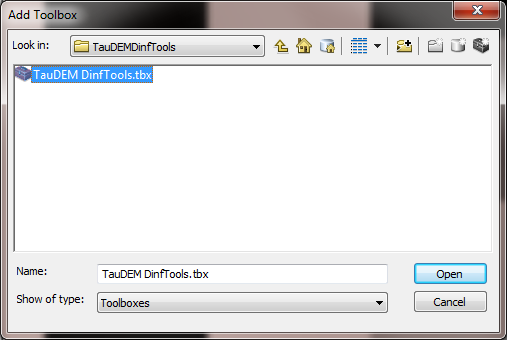 Add Toolbox
Look in: TauDEMDinfTools
TauDEM DinfTools.tbx
Name: TauDEM DinfTools.tbx Open
Show of type: Toolboxes Cancel